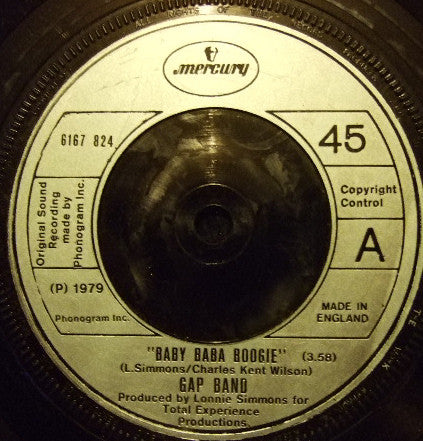 mercury
6167 824
45
Original Sound
Recording
made by
Phonogram Inc.
Copyright
Control
A
(P) 1979
Phonogram Inc.
MADE IN
ENGLAND
"BABY BABA BOOGIE" (3.58)
(L.Simmons/Charles Kent Wilson)
GAP BAND
Produced by Lonnie Simmons for
Total Experience
Productions.